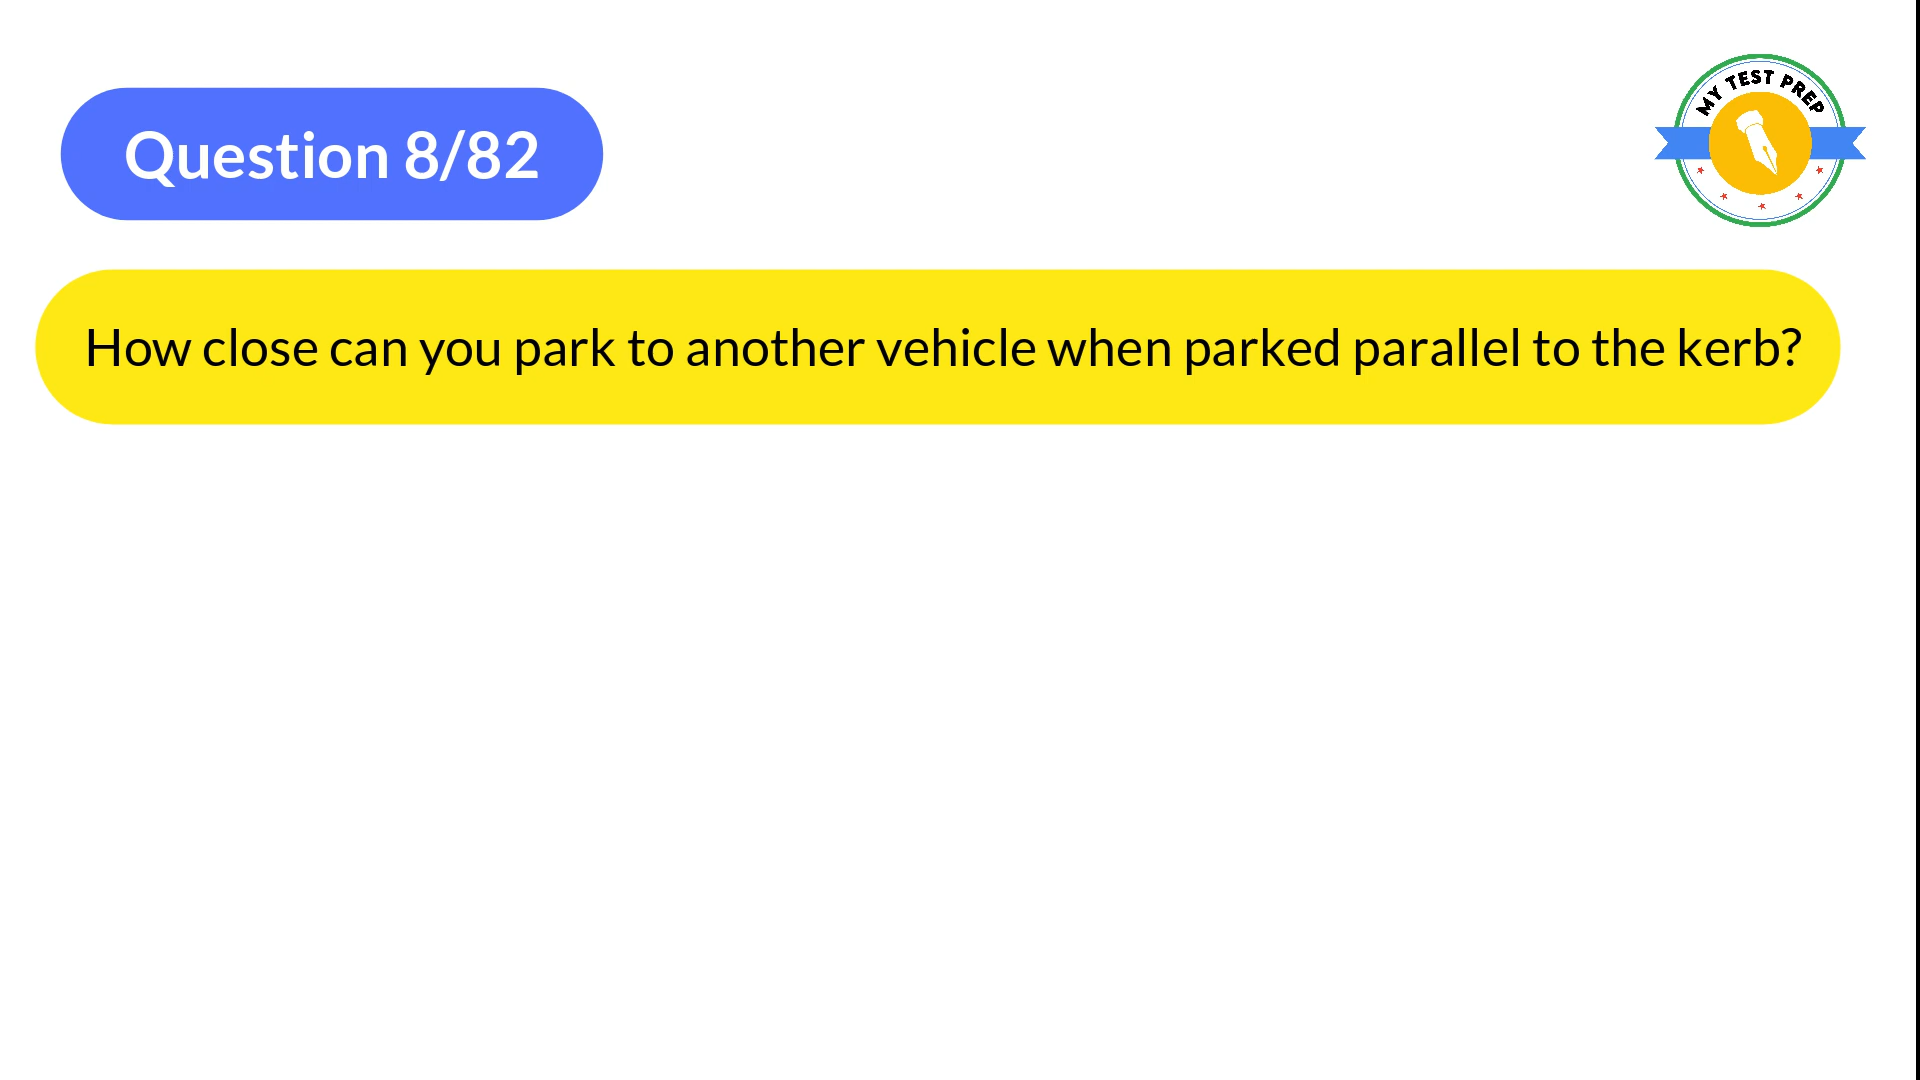 MY TEST PREP
Question 8/82
How close can you park to another vehicle when parked parallel to the kerb?